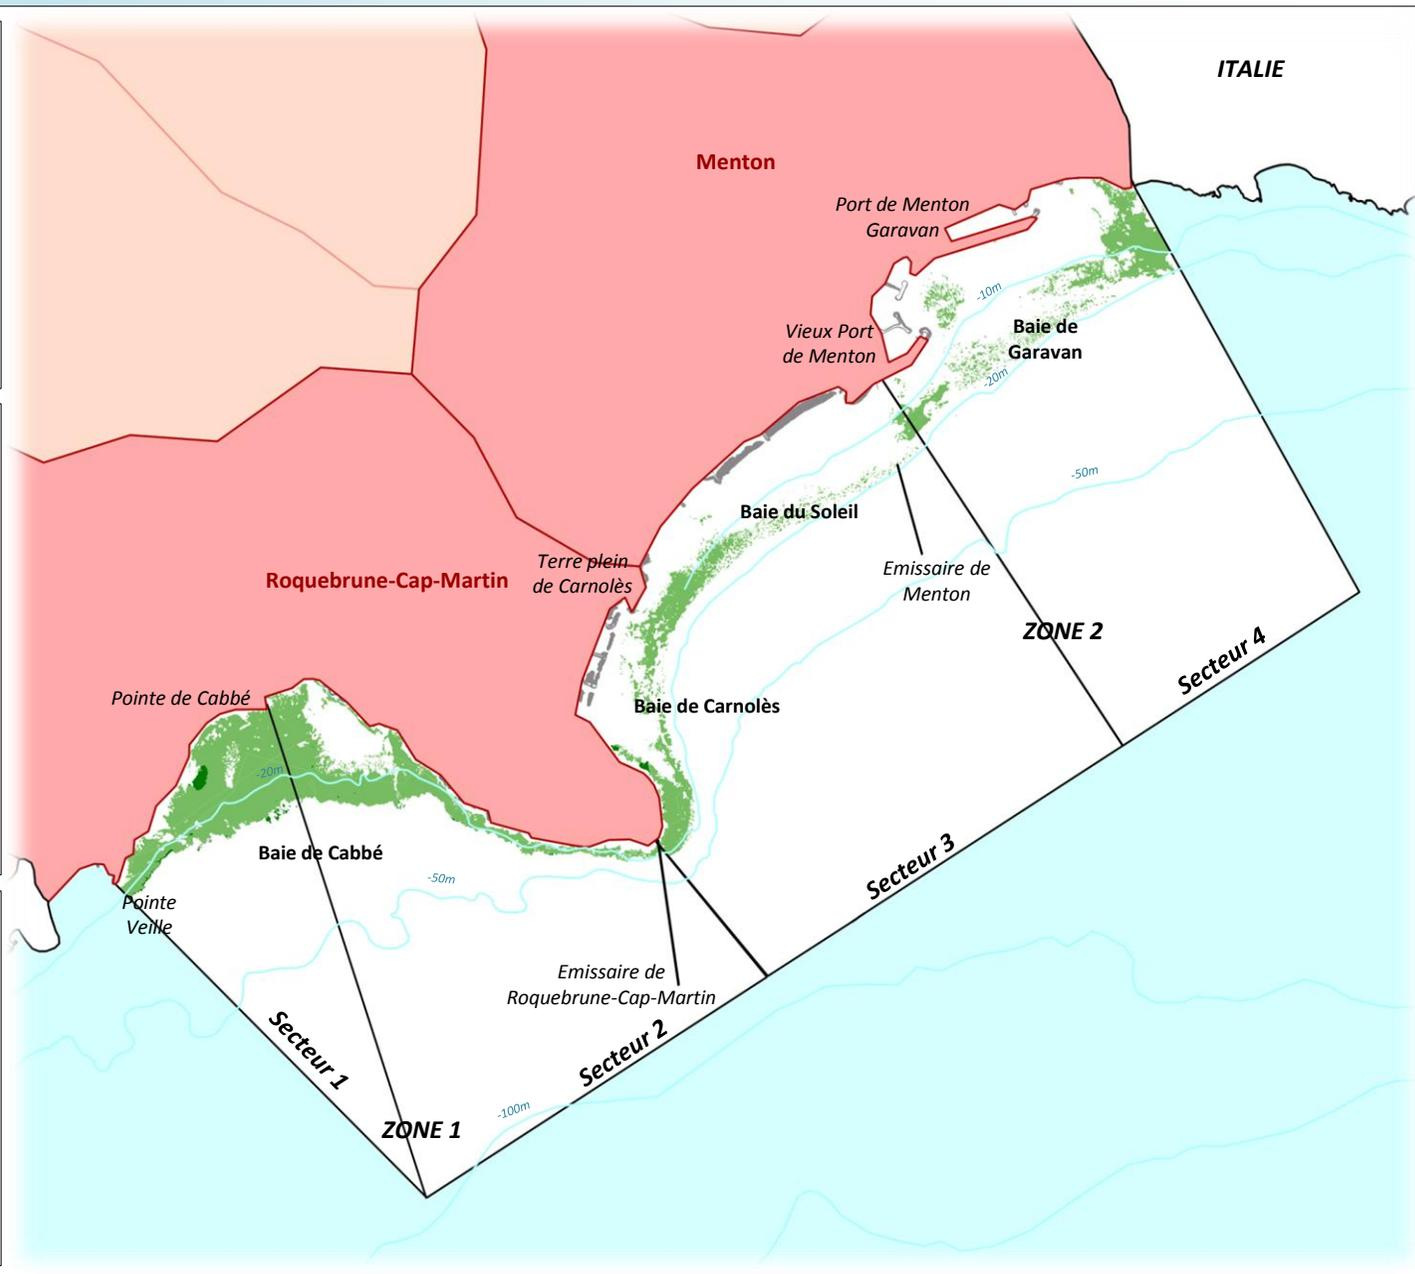 ITALIE
Menton
Port de Menton
Garavan
-10m
Vieux Port
de Menton
Baie de
Garavan
-20m
-50m
Baie du Soleil
Terre plein
de Carnolès
Emissaire de
Menton
Roquebrune-Cap-Martin
ZONE 2
Secteur 4
Pointe de Cabbé
Baie de Carnolès
-20m
Baie de Cabbé
-50m
Secteur 3
Pointe
Veille
Emissaire de
Roquebrune-Cap-Martin
Secteur 1
Secteur 2
-100m
ZONE 1